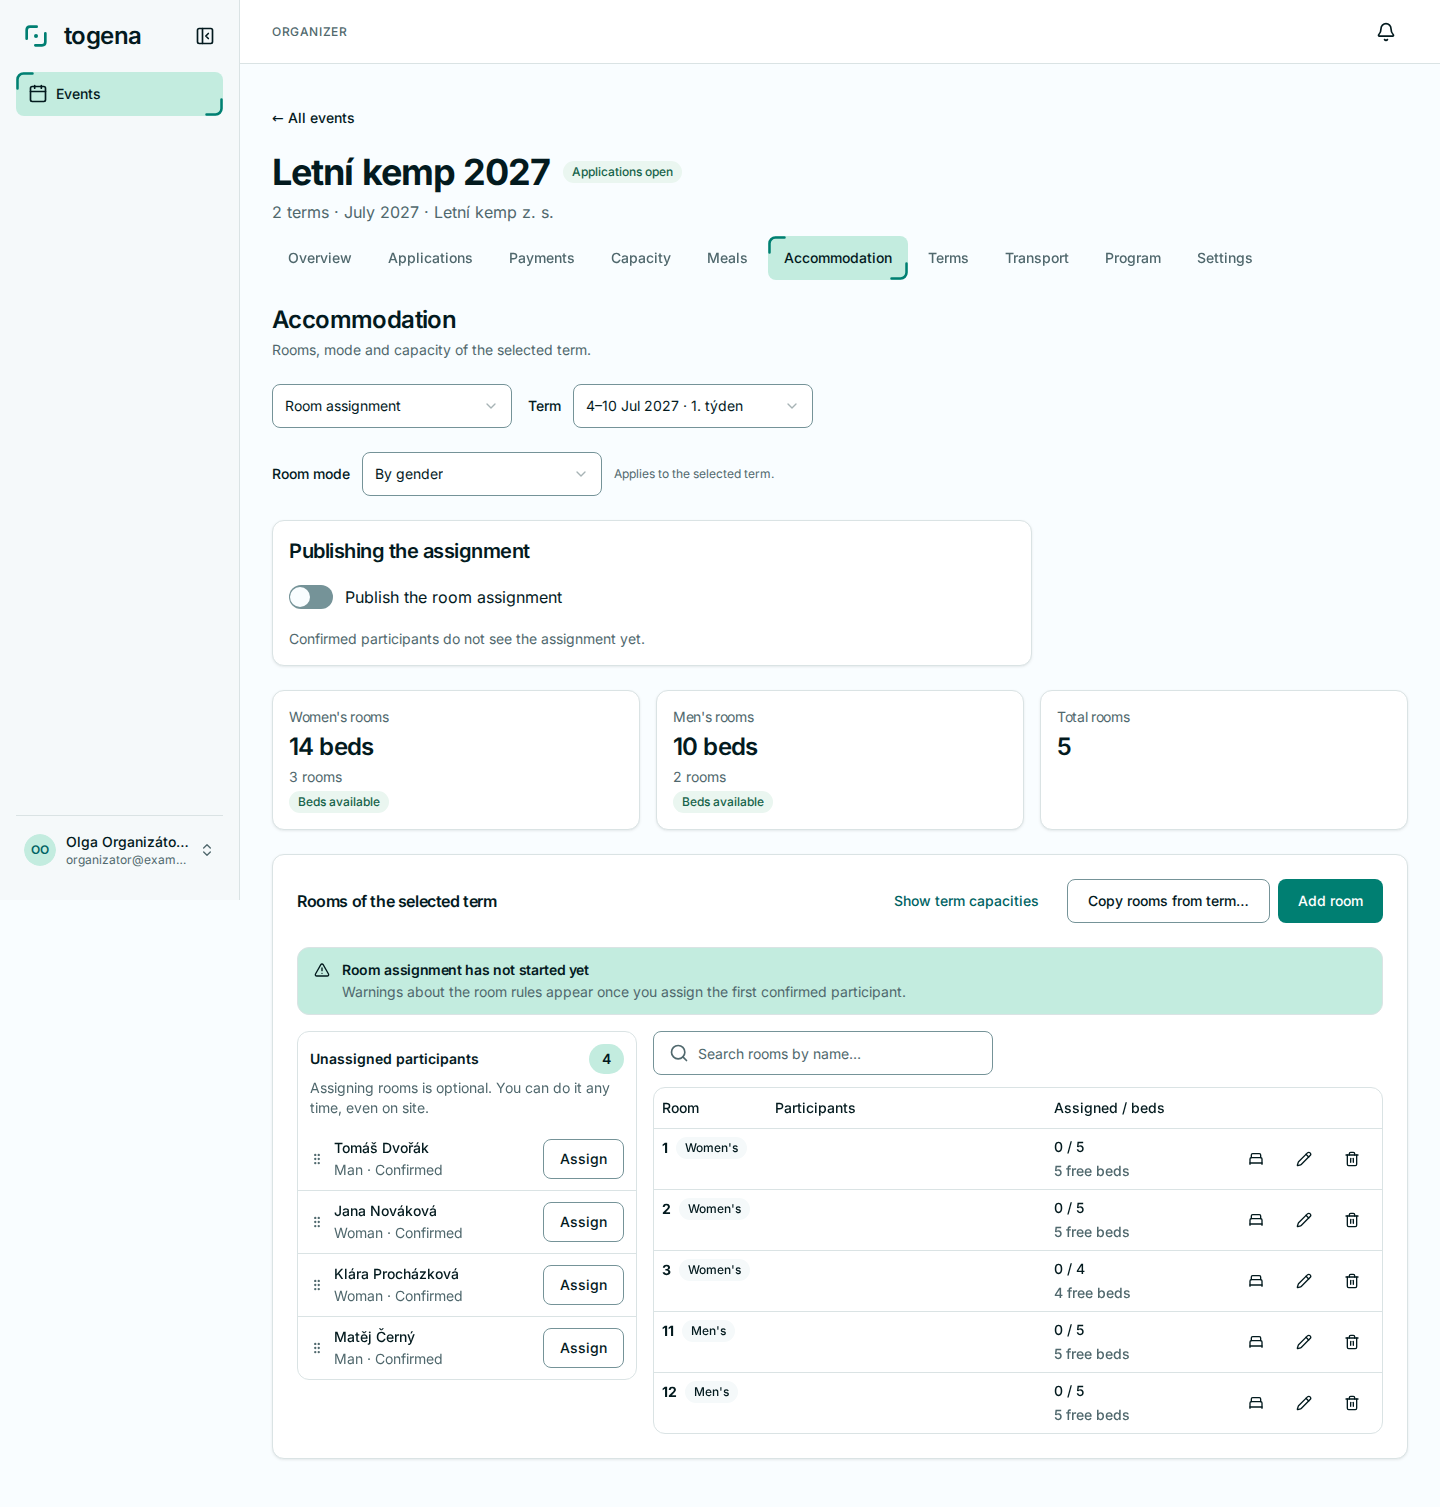 togena
ORGANIZER
Events
← All events
Letní kemp 2027 Applications open
2 terms · July 2027 · Letní kemp z. s.
Overview Applications Payments Capacity Meals Accommodation Terms Transport Program Settings
Accommodation
Rooms, mode and capacity of the selected term.
Room assignment Term 4–10 Jul 2027 · 1. týden
Room mode By gender Applies to the selected term.
Publishing the assignment
Publish the room assignment
Confirmed participants do not see the assignment yet.
Women's rooms
14 beds
3 rooms
Beds available
Men's rooms
10 beds
2 rooms
Beds available
Total rooms
5
OO Olga Organizáto...
organizator@exam...
Rooms of the selected term Show term capacities Copy rooms from term... Add room
Room assignment has not started yet
Warnings about the room rules appear once you assign the first confirmed participant.
Unassigned participants 4
Assigning rooms is optional. You can do it any
time, even on site.
Tomáš Dvořák
Man · Confirmed
Assign
Jana Nováková
Woman · Confirmed
Assign
Klára Procházková
Woman · Confirmed
Assign
Matěj Černý
Man · Confirmed
Assign
Search rooms by name...
Room Participants Assigned / beds
1 Women's 0 / 5
5 free beds
2 Women's 0 / 5
5 free beds
3 Women's 0 / 4
4 free beds
11 Men's 0 / 5
5 free beds
12 Men's 0 / 5
5 free beds